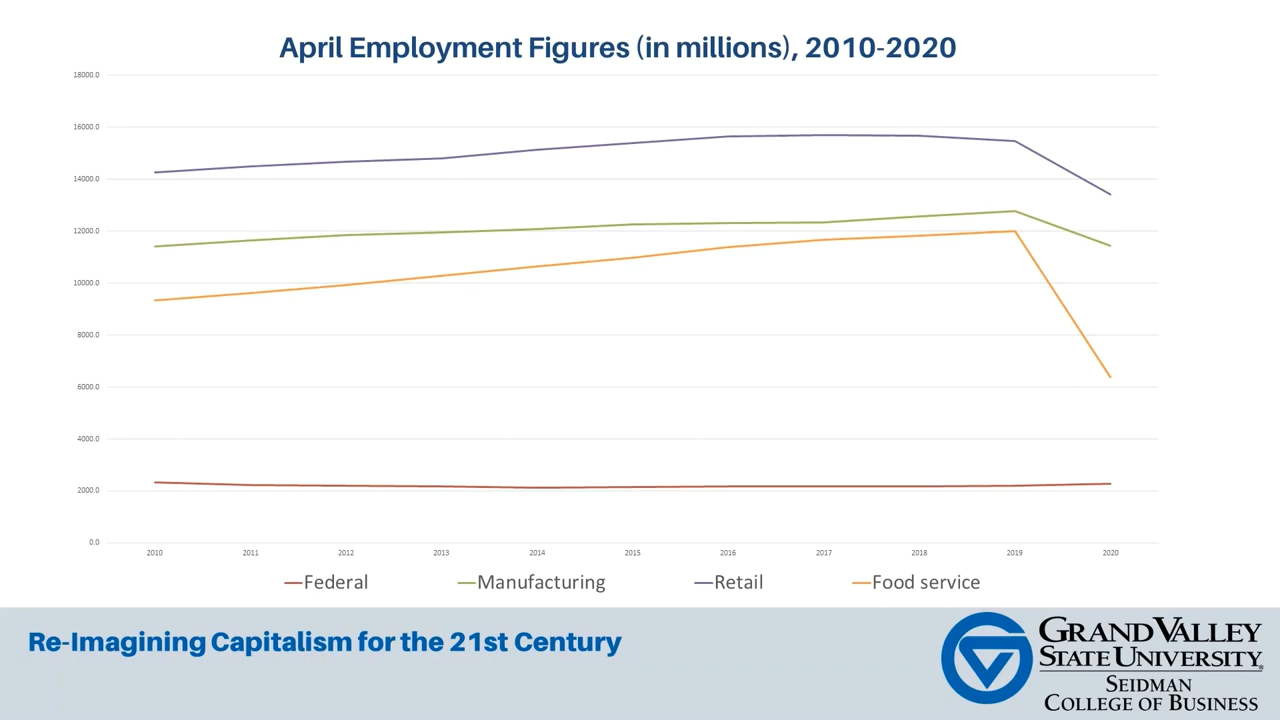 April Employment Figures (in millions), 2010-2020
18000.0
16000.0
14000.0
12000.0
10000.0
8000.0
6000.0
4000.0
2000.0
0.0
2010 2011 2012 2013 2014 2015 2016 2017 2018 2019 2020
Federal Manufacturing Retail Food service
Re-Imagining Capitalism for the 21st Century
GRAND VALLEY
STATE UNIVERSITY®
SEIDMAN
COLLEGE OF BUSINESS